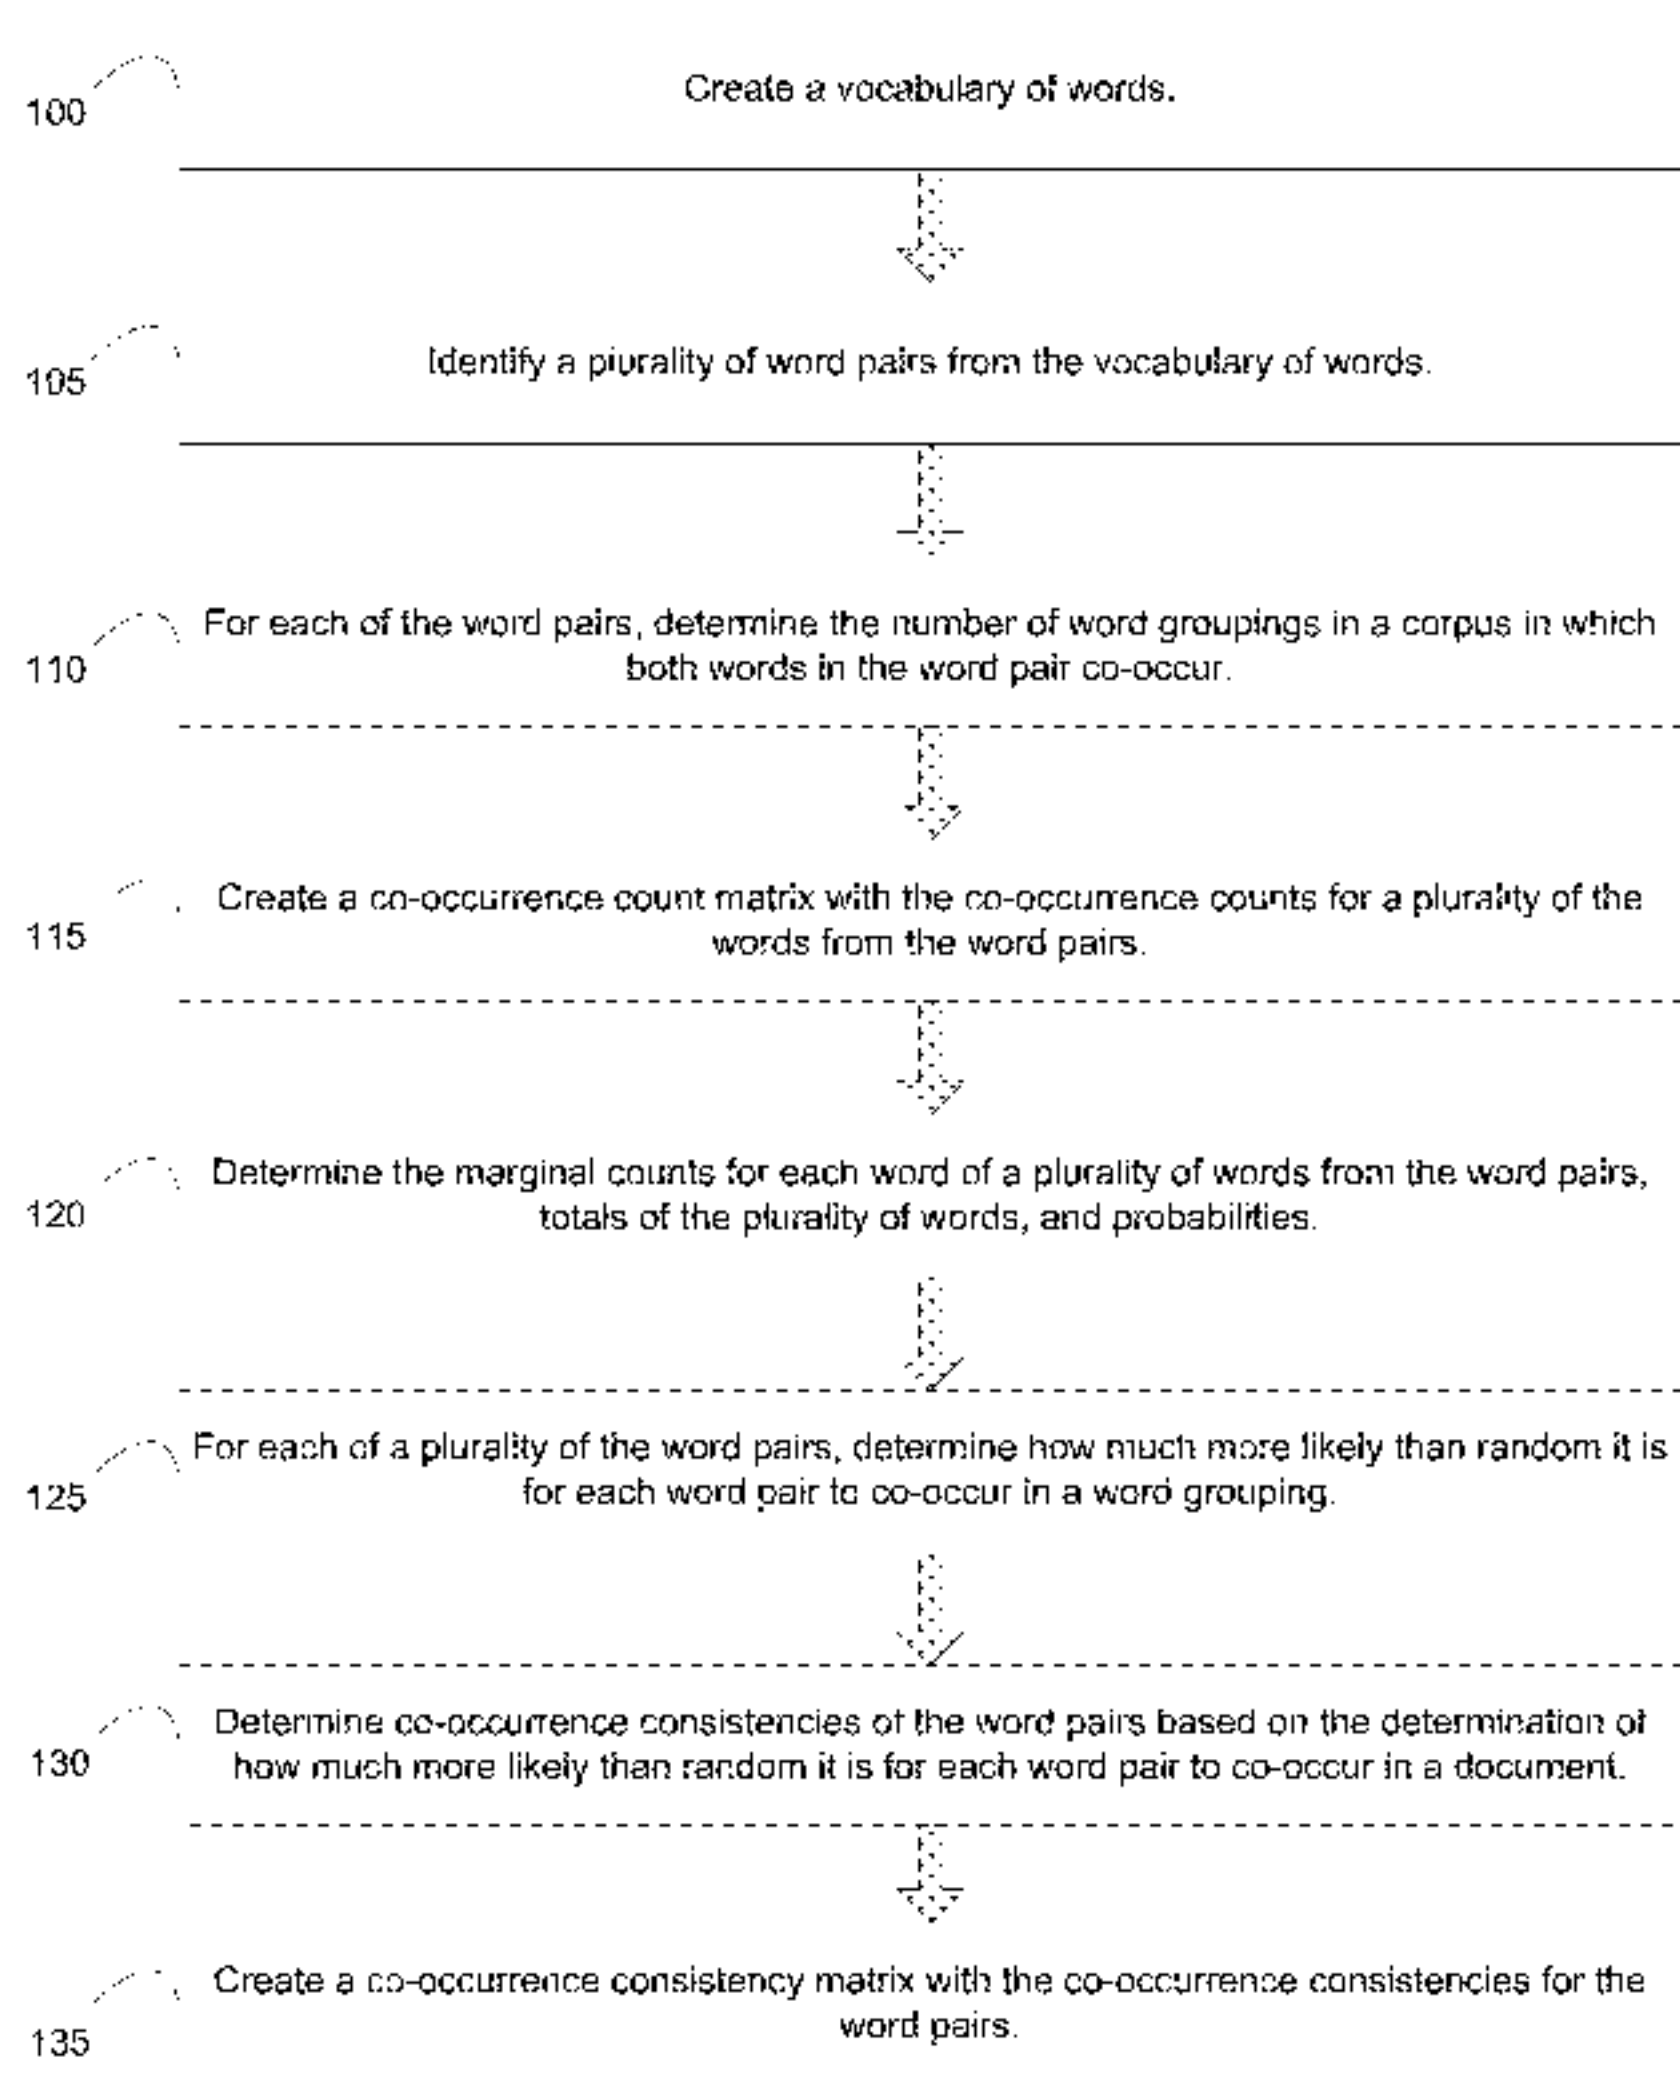 Create a vocabulary of words.
100
Identify a plurality of word pairs from the vocabulary of words.
105
For each of the word pairs, determine the number of word groupings in a corpus in which
both words in the word pair co-occur.
110
Create a co-occurrence count matrix with the co-occurrence counts for a plurality of the
words from the word pairs.
115
Determine the marginal counts for each word of a plurality of words from the word pairs,
totals of the plurality of words, and probabilities.
120
For each of a plurality of the word pairs, determine how much more likely than random it is
for each word pair to co-occur in a word grouping.
125
Determine co-occurrence consistencies of the word pairs based on the determination of
how much more likely than random it is for each word pair to co-occur in a document.
130
Create a co-occurrence consistency matrix with the co-occurrence consistencies for the
word pairs.
135